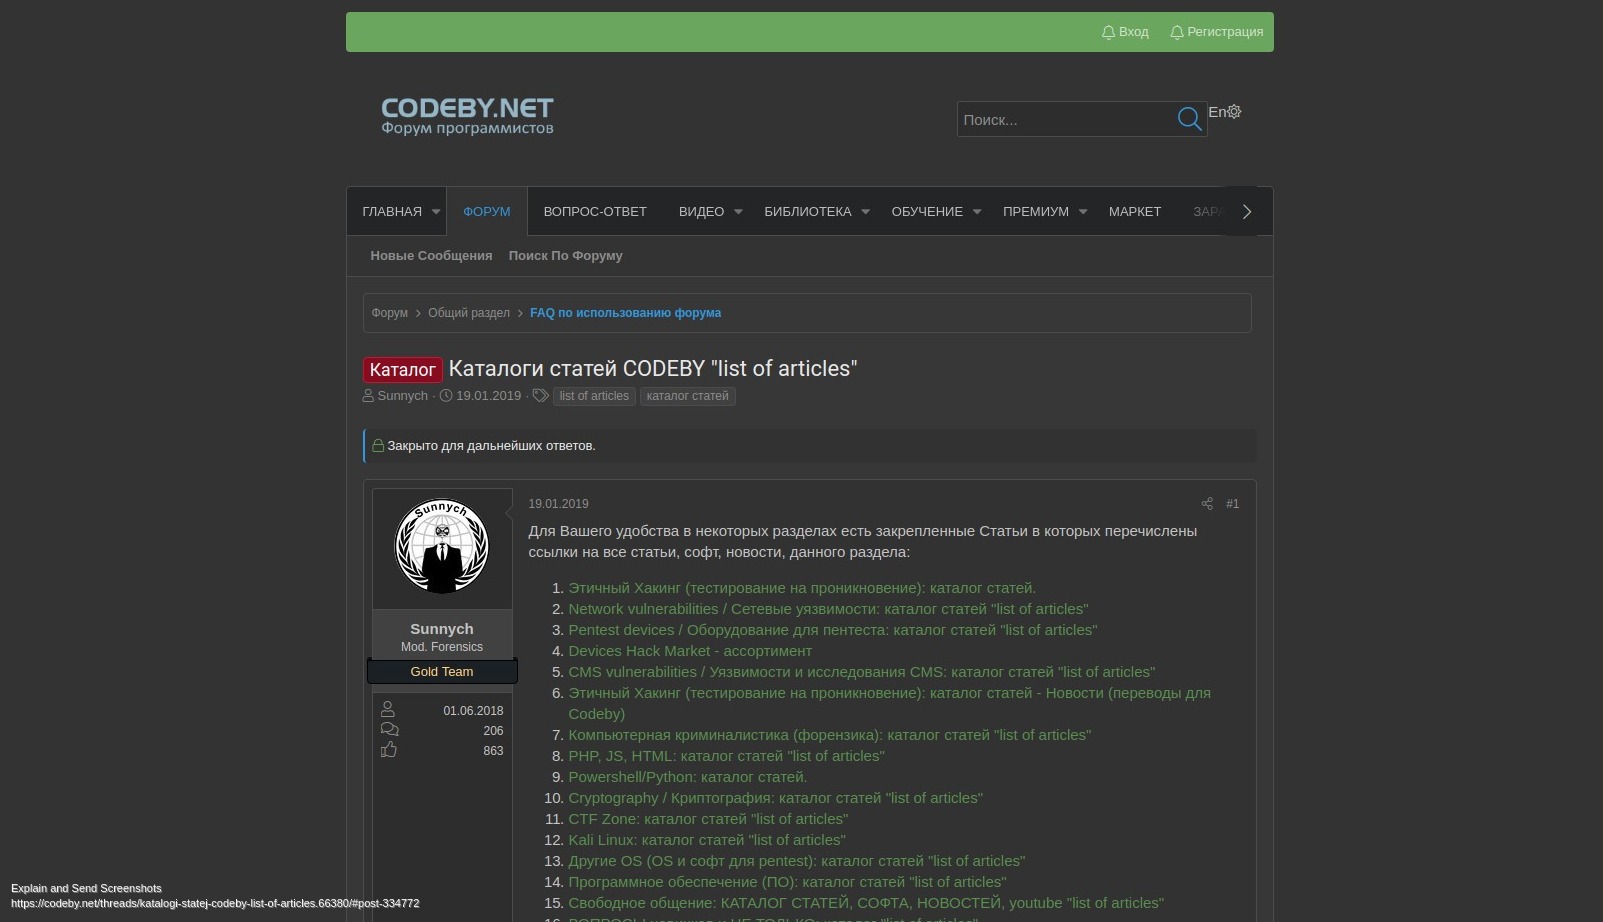 Вход
Регистрация
CODEBY.NET
Форум программистов
Поиск...
En
ГЛАВНАЯ
ФОРУМ
ВОПРОС-ОТВЕТ
ВИДЕО
БИБЛИОТЕКА
ОБУЧЕНИЕ
ПРЕМИУМ
МАРКЕТ
Новые Сообщения
Поиск По Форуму
Форум
Общий раздел
FAQ по использованию форума
Каталог Каталоги статей CODEBY "list of articles"
Sunnych · 19.01.2019 · list of articles каталог статей
Закрыто для дальнейших ответов.
Sunnych
Sunnych
Mod. Forensics
Gold Team
01.06.2018
206
863
19.01.2019
#1
Для Вашего удобства в некоторых разделах есть закрепленные Статьи в которых перечислены
ссылки на все статьи, софт, новости, данного раздела:
1. Этичный Хакинг (тестирование на проникновение): каталог статей.
2. Network vulnerabilities / Сетевые уязвимости: каталог статей "list of articles"
3. Pentest devices / Оборудование для пентеста: каталог статей "list of articles"
4. Devices Hack Market - ассортимент
5. CMS vulnerabilities / Уязвимости и исследования CMS: каталог статей "list of articles"
6. Этичный Хакинг (тестирование на проникновение): каталог статей - Новости (переводы для
Codeby)
7. Компьютерная криминалистика (форензика): каталог статей "list of articles"
8. PHP, JS, HTML: каталог статей "list of articles"
9. Powershell/Python: каталог статей.
10. Cryptography / Криптография: каталог статей "list of articles"
11. CTF Zone: каталог статей "list of articles"
12. Kali Linux: каталог статей "list of articles"
13. Другие OS (OS и софт для pentest): каталог статей "list of articles"
14. Программное обеспечение (ПО): каталог статей "list of articles"
15. Свободное общение: КАТАЛОГ СТАТЕЙ, СОФТА, НОВОСТЕЙ, youtube "list of articles"
Explain and Send Screenshots
https://codeby.net/threads/katalogi-statej-codeby-list-of-articles.66380/#post-334772